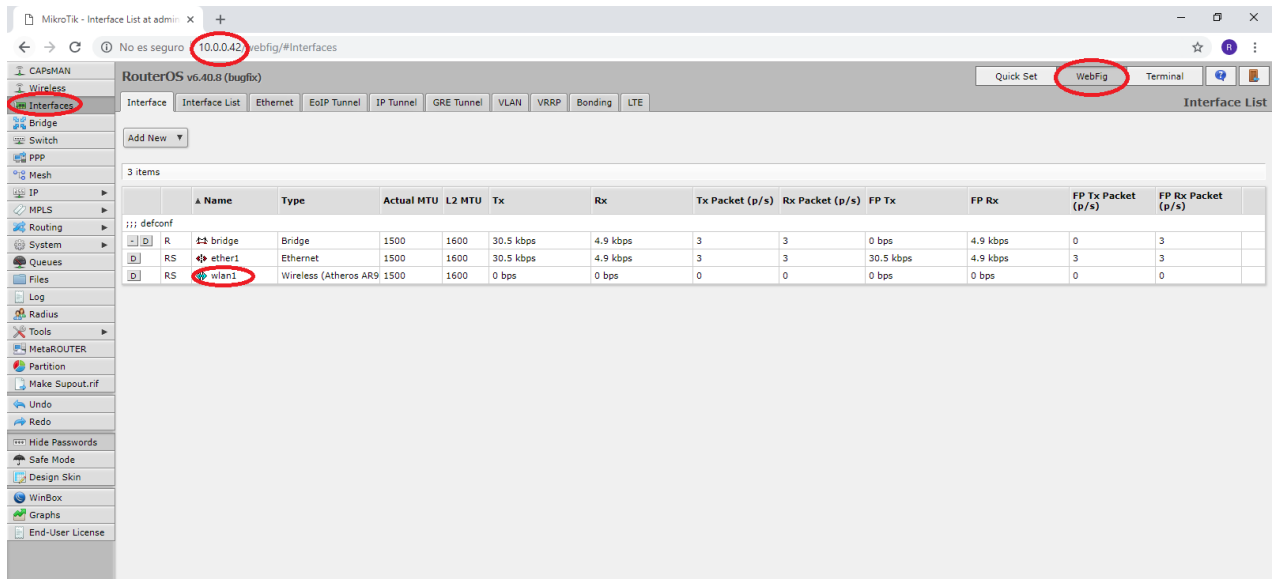 MikroTik - Interface List at admin
No es seguro 10.0.0.42/webfig/#Interfaces
R
CAPsMAN
Wireless
Interfaces
Bridge
Switch
PPP
Mesh
IP
MPLS
Routing
System
Queues
Files
Log
Radius
Tools
MetaROUTER
Partition
Make Supout.rif
Undo
Redo
Hide Passwords
Safe Mode
Design Skin
WinBox
Graphs
End-User License
RouterOS v6.40.8 (bugfix)
Quick Set WebFig Terminal
Interface Interface List Ethernet EoIP Tunnel IP Tunnel GRE Tunnel VLAN VRRP Bonding LTE
Interface List
Add New ▼
3 items
▲ Name Type Actual MTU L2 MTU Tx Rx Tx Packet (p/s) Rx Packet (p/s) FP Tx FP Rx FP Tx Packet (p/s) FP Rx Packet (p/s)
;;; defconf
- D R bridge Bridge 1500 1600 30.5 kbps 4.9 kbps 3 3 0 bps 4.9 kbps 0 3
D RS ether1 Ethernet 1500 1600 30.5 kbps 4.9 kbps 3 3 30.5 kbps 4.9 kbps 3 3
D RS wlan1 Wireless (Atheros AR9 1500 1600 0 bps 0 bps 0 0 0 bps 0 bps 0 0